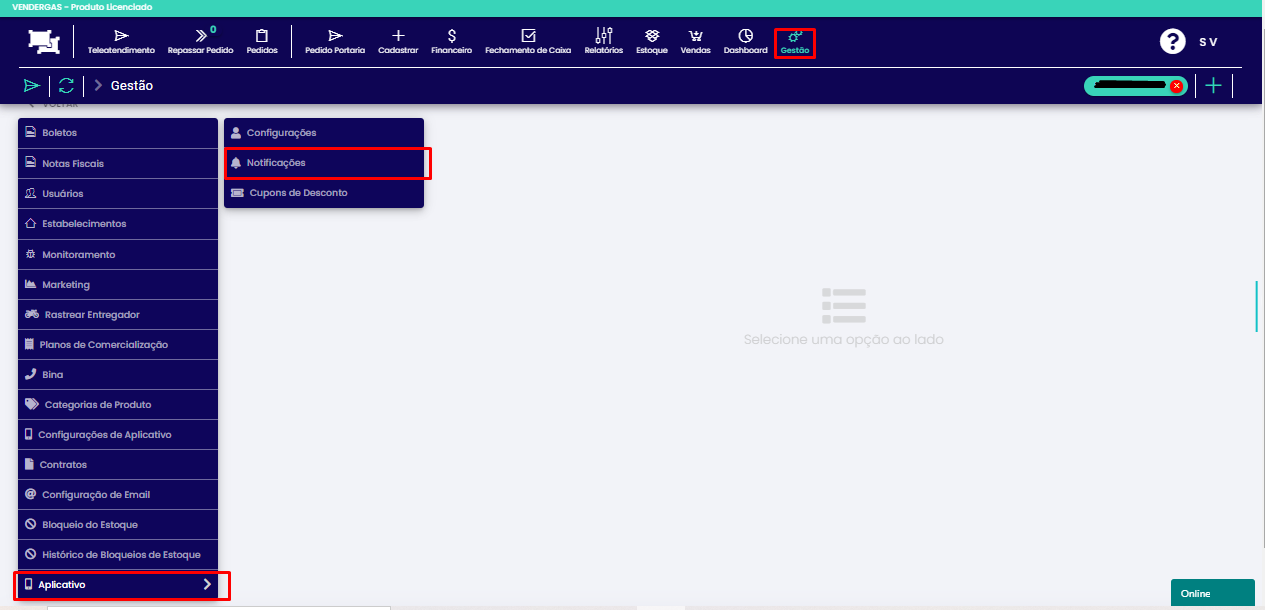 VENDERGAS - Produto Licenciado
Teleatendimento
0
Repassar Pedido
Pedidos
Pedido Portaria
Cadastrar
Financeiro
Fechamento de Caixa
Relatórios
Estoque
Vendas
Dashboard
Gestão
?
S V
Gestão
VOLTAR
Boletos
Notas Fiscais
Usuários
Estabelecimentos
Monitoramento
Marketing
Rastrear Entregador
Planos de Comercialização
Bina
Categorias de Produto
Configurações de Aplicativo
Contratos
Configuração de Email
Bloqueio do Estoque
Histórico de Bloqueios de Estoque
Aplicativo
Configurações
Notificações
Cupons de Desconto
Selecione uma opção ao lado
Online